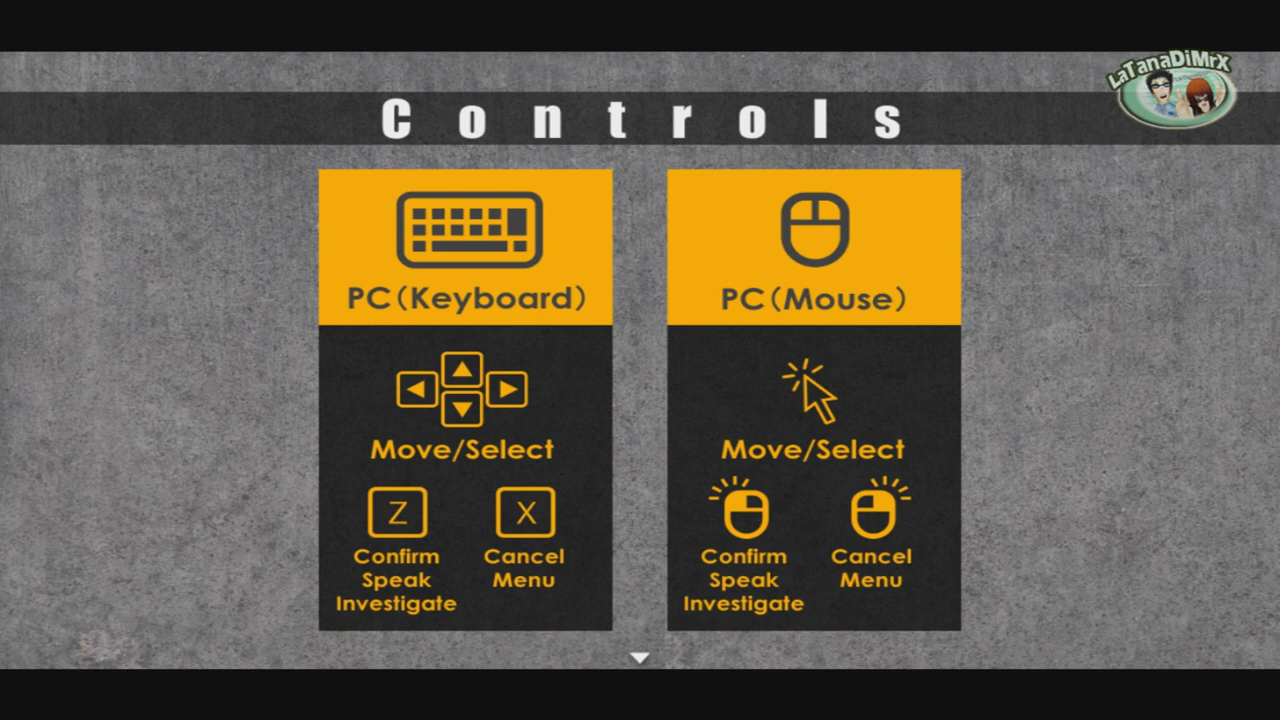 LaTanaDiMrX
Controls
PC(Keyboard)
Move/Select
Z
X
Confirm
Speak
Investigate
Cancel
Menu
PC(Mouse)
Move/Select
Confirm
Speak
Investigate
Cancel
Menu